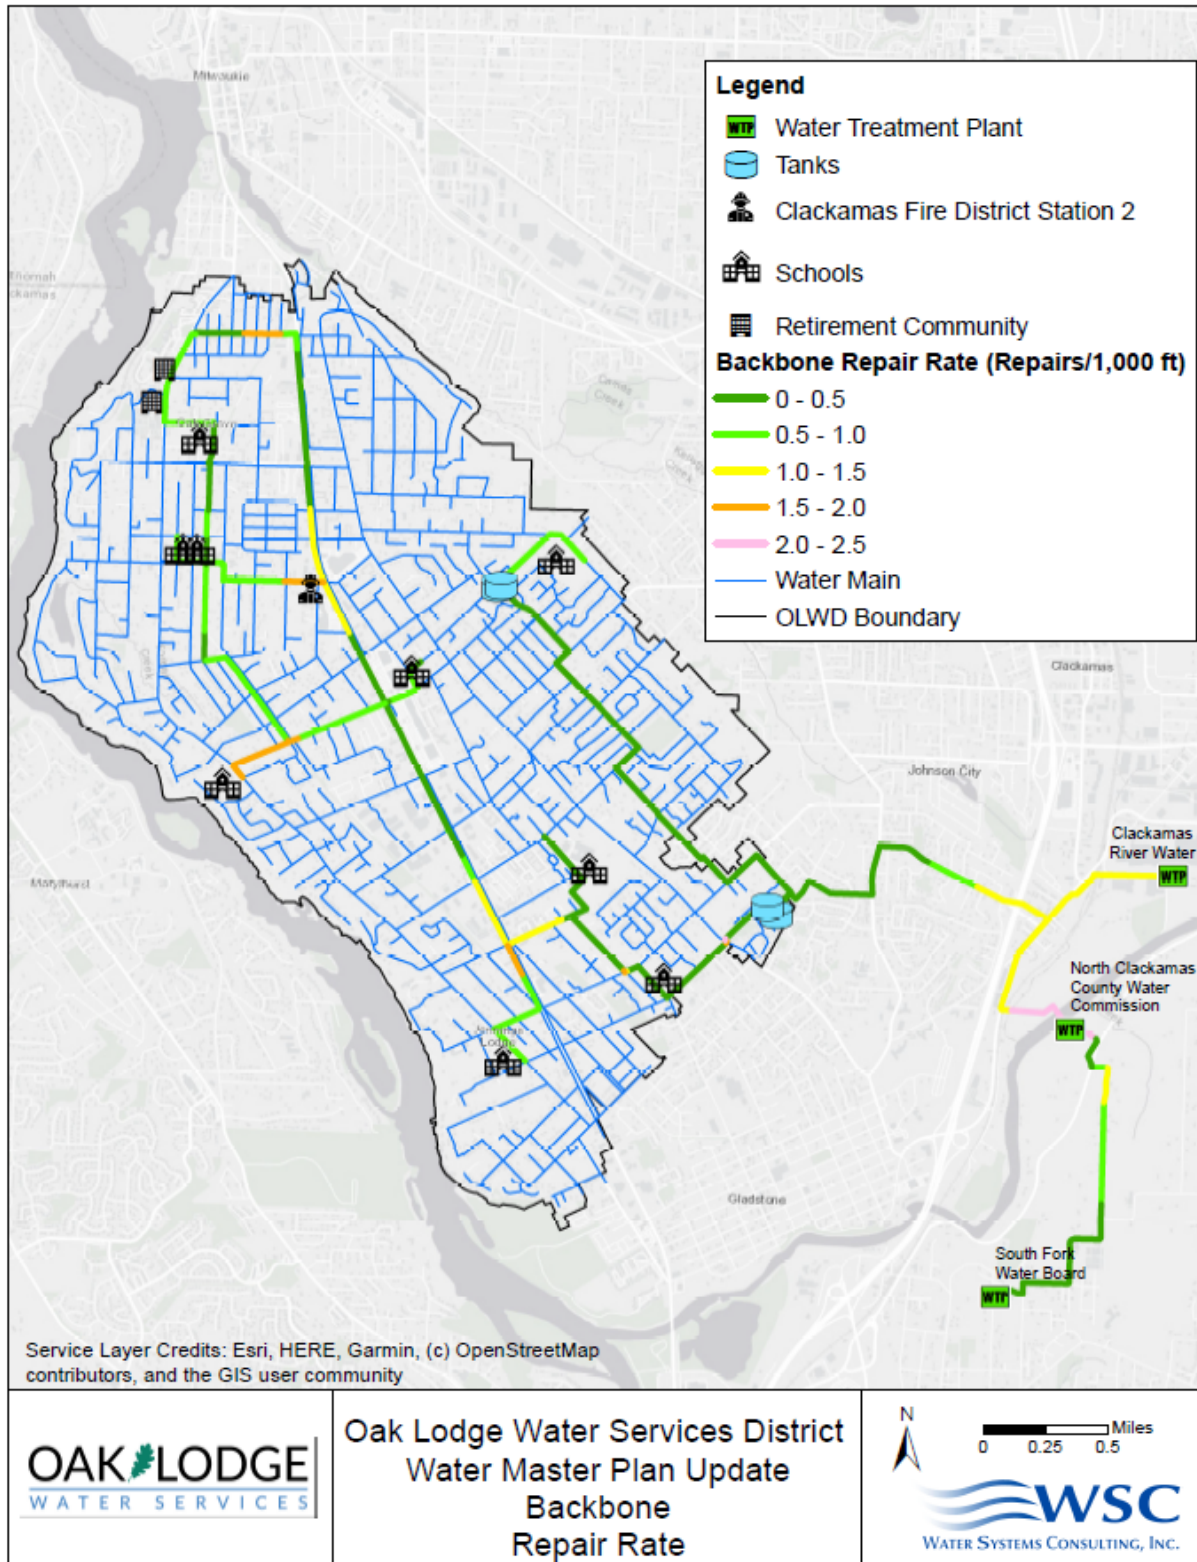 Milwaukie
Legend
WTP Water Treatment Plant
Tanks
Clackamas Fire District Station 2
Schools
Retirement Community
Backbone Repair Rate (Repairs/1,000 ft)
0 - 0.5
0.5 - 1.0
1.0 - 1.5
1.5 - 2.0
2.0 - 2.5
Water Main
OLWD Boundary
Clackamas
Johnson City
Clackamas
River Water
WTP
Marylhurst
North Clackamas
County Water
Commission
WTP
Lodge
Gladstone
South Fork
Water Board
WTP
Service Layer Credits: Esri, HERE, Garmin, (c) OpenStreetMap
contributors, and the GIS user community
OAK LODGE
WATER SERVICES
Oak Lodge Water Services District
Water Master Plan Update
Backbone
Repair Rate
N
Miles
0 0.25 0.5
WSC
WATER SYSTEMS CONSULTING, INC.